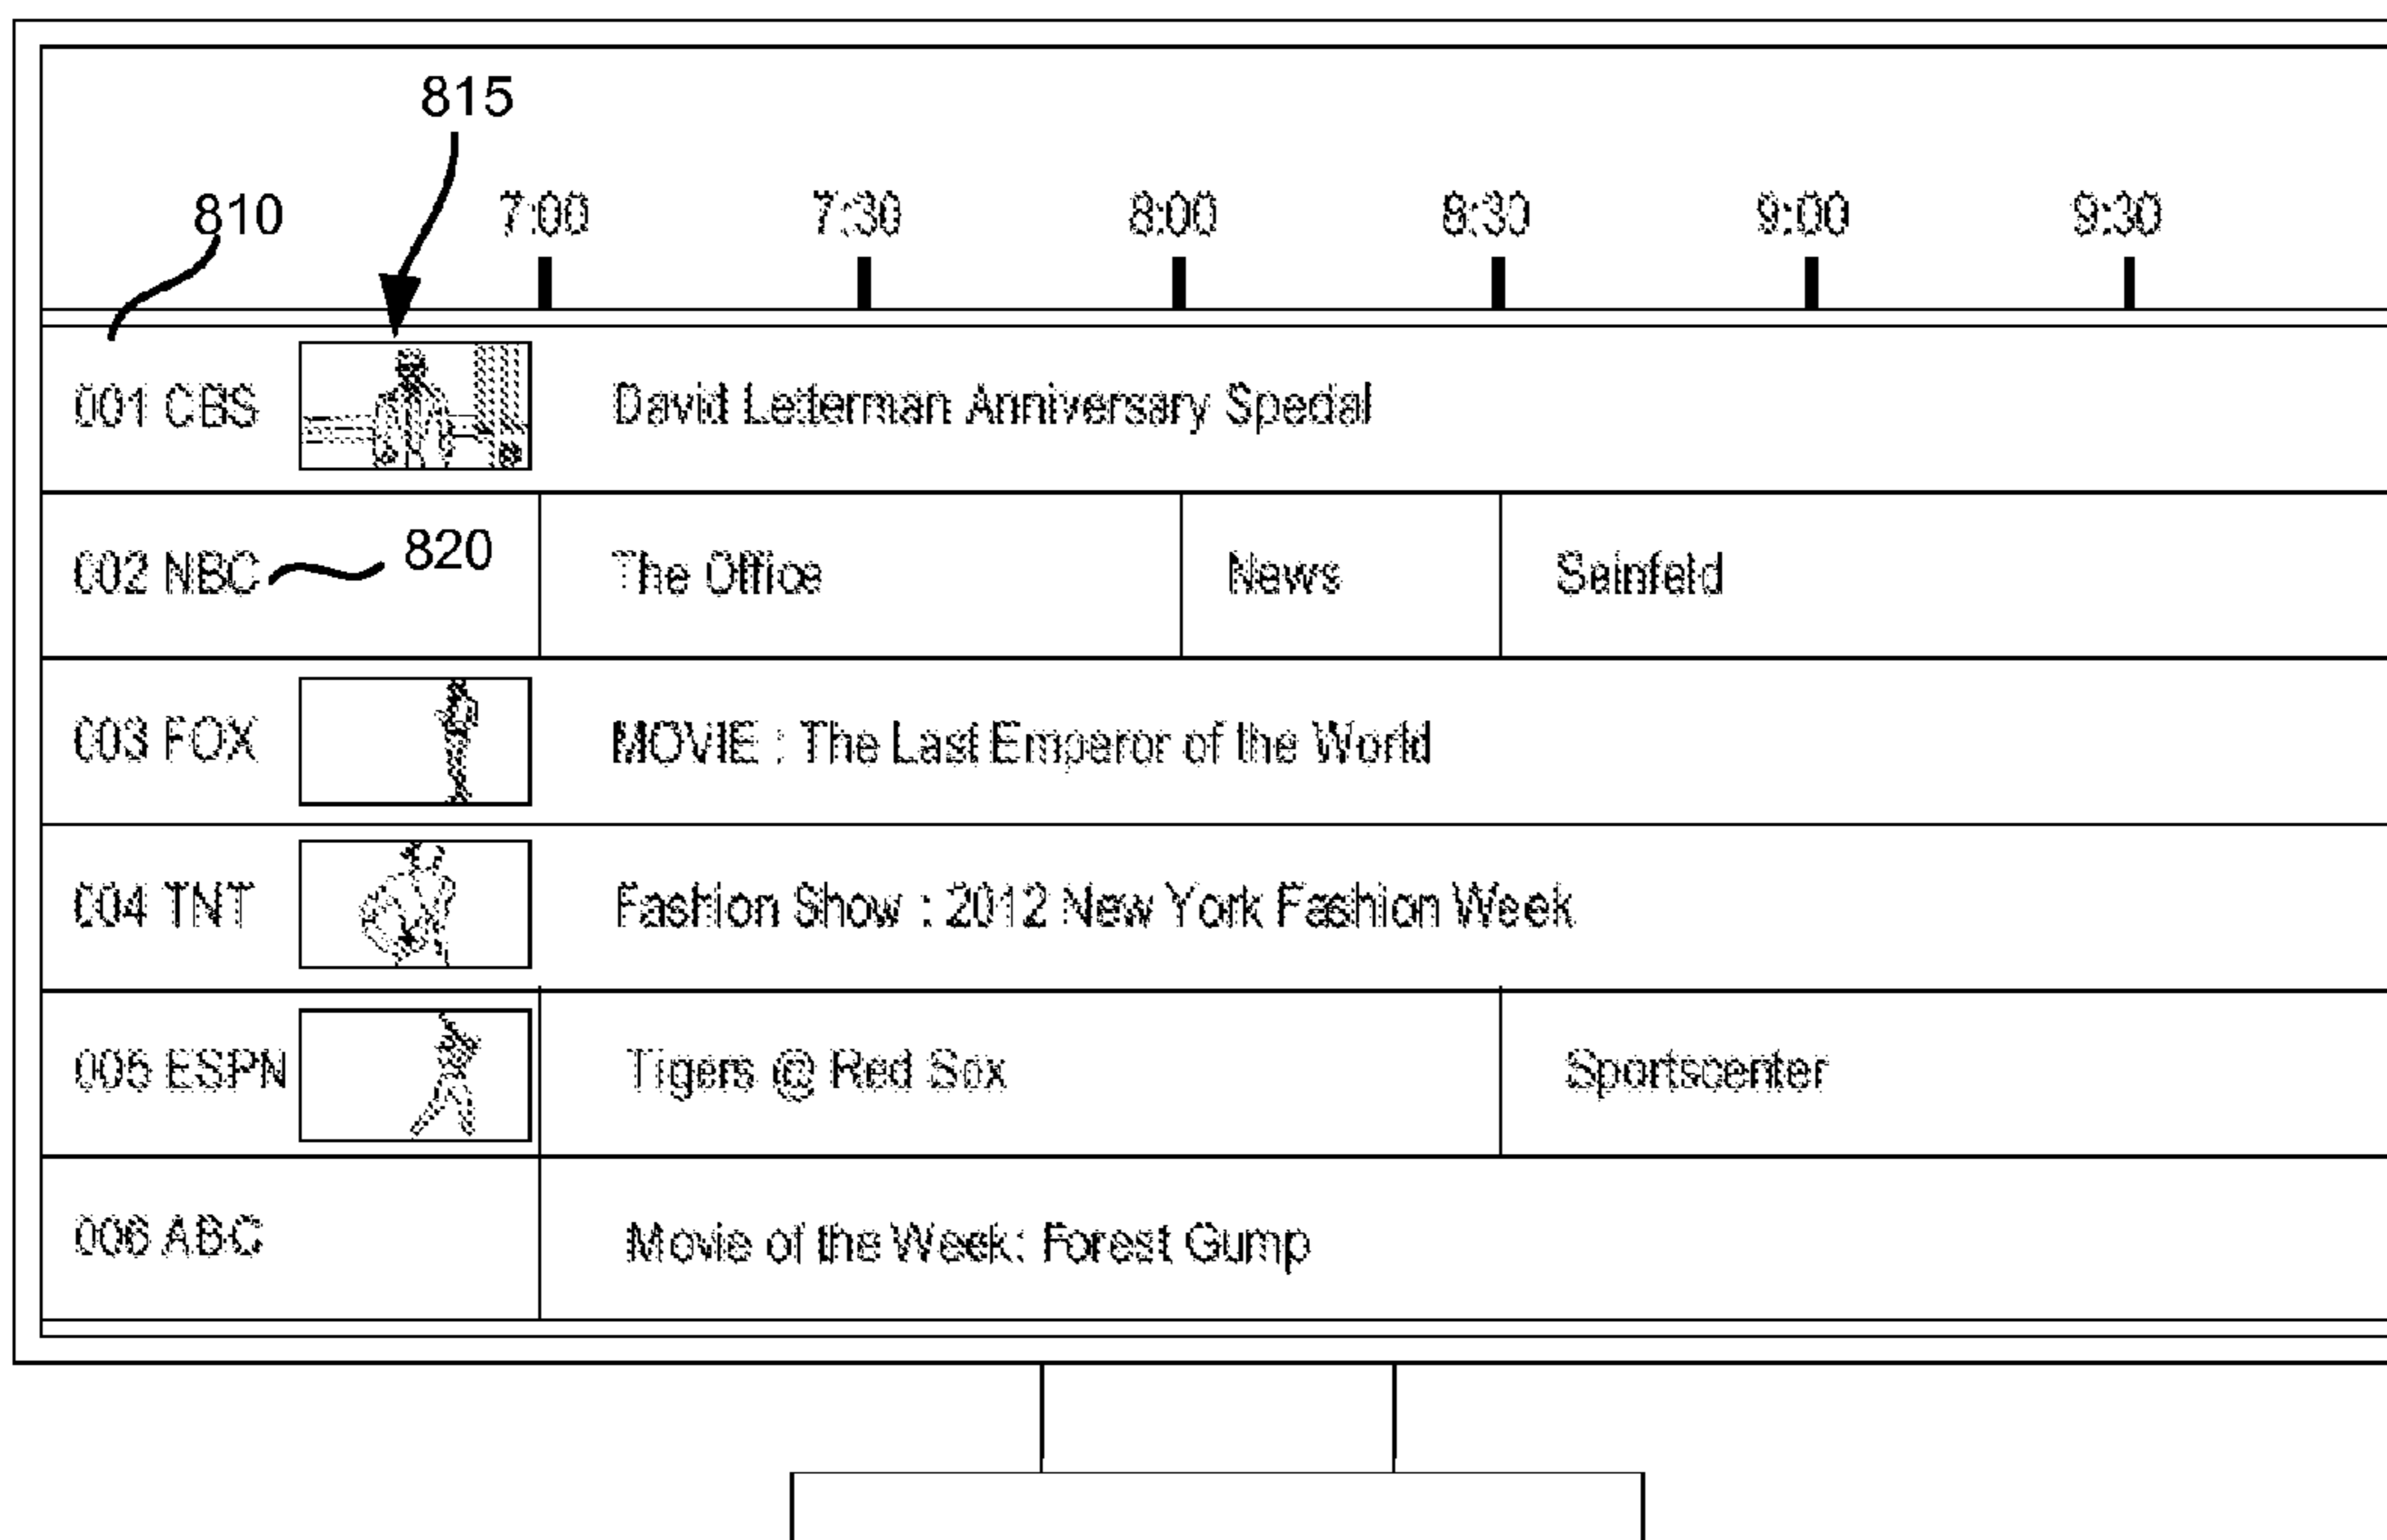 815
810 7:00 7:30 8:00 8:30 9:00 9:30
001 CBS David Letterman Anniversary Special
002 NBC 820 The Office News Seinfeld
003 FOX MOVIE : The Last Emperor of the World
004 TNT Fashion Show : 2012 New York Fashion Week
005 ESPN Tigers @ Red Sox Sportscenter
006 ABC Movie of the Week: Forest Gump